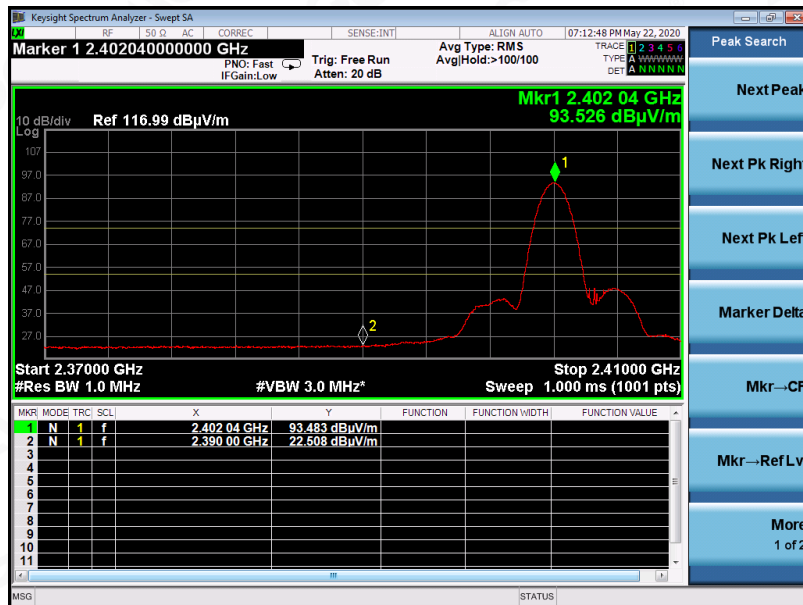 Keysight Spectrum Analyzer - Swept SA
LXI RF 50 Ω AC CORREC SENSE:INT ALIGN AUTO 07:12:48 PM May 22, 2020
Marker 1 2.402040000000 GHz
PNO: Fast
IFGain:Low
Trig: Free Run
Atten: 20 dB
Avg Type: RMS
Avg|Hold:>100/100
TRACE 1 2 3 4 5 6
TYPE A WWWWW
DET A N N N N N
Mkr1 2.402 04 GHz
93.526 dBµV/m
10 dB/div Ref 116.99 dBµV/m
Log
107
97.0
87.0
77.0
67.0
57.0
47.0
37.0
27.0
1
2
Start 2.37000 GHz Stop 2.41000 GHz
#Res BW 1.0 MHz #VBW 3.0 MHz* Sweep 1.000 ms (1001 pts)
MKR MODE TRC SCL X Y FUNCTION FUNCTION WIDTH FUNCTION VALUE
1 N 1 f 2.402 04 GHz 93.483 dBµV/m
2 N 1 f 2.390 00 GHz 22.508 dBµV/m
3
4
5
6
7
8
9
10
11
MSG STATUS
Peak Search
Next Peak
Next Pk Right
Next Pk Left
Marker Delta
Mkr→CF
Mkr→Ref Lv
More
1 of 2